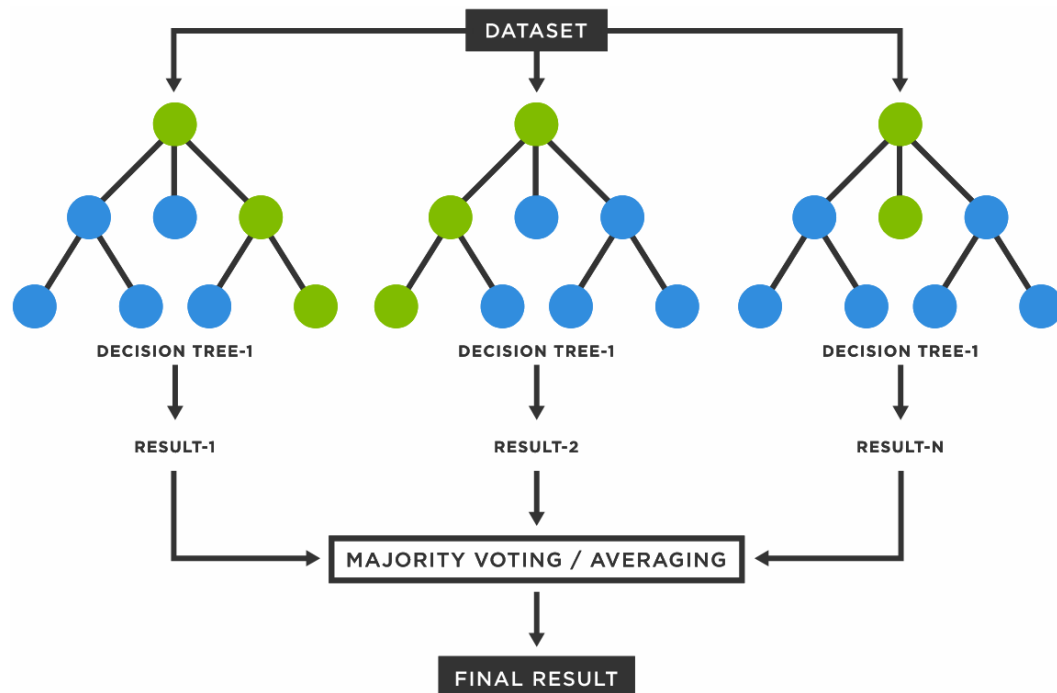 DATASET
DECISION TREE-1
DECISION TREE-1
DECISION TREE-1
RESULT-1
RESULT-2
RESULT-N
MAJORITY VOTING / AVERAGING
FINAL RESULT